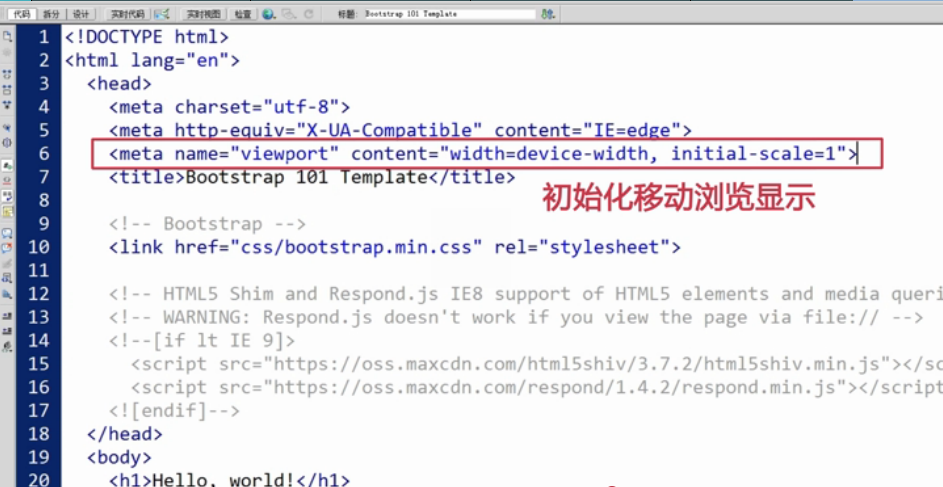 代码 拆分 设计 实时代码 实时视图 检查 标题: Bootstrap 101 Template
1 <!DOCTYPE html>
2 <html lang="en">
3 <head>
4 <meta charset="utf-8">
5 <meta http-equiv="X-UA-Compatible" content="IE=edge">
6 <meta name="viewport" content="width=device-width, initial-scale=1">
7 <title>Bootstrap 101 Template</title>
初始化移动浏览显示
8
9 <!-- Bootstrap -->
10 <link href="css/bootstrap.min.css" rel="stylesheet">
11
12 <!-- HTML5 Shim and Respond.js IE8 support of HTML5 elements and media queri
13 <!-- WARNING: Respond.js doesn't work if you view the page via file:// -->
14 <!--[if lt IE 9]>
15 <script src="https://oss.maxcdn.com/html5shiv/3.7.2/html5shiv.min.js"></sc
16 <script src="https://oss.maxcdn.com/respond/1.4.2/respond.min.js"></script
17 <![endif]-->
18 </head>
19 <body>
20 <h1>Hello, world!</h1>